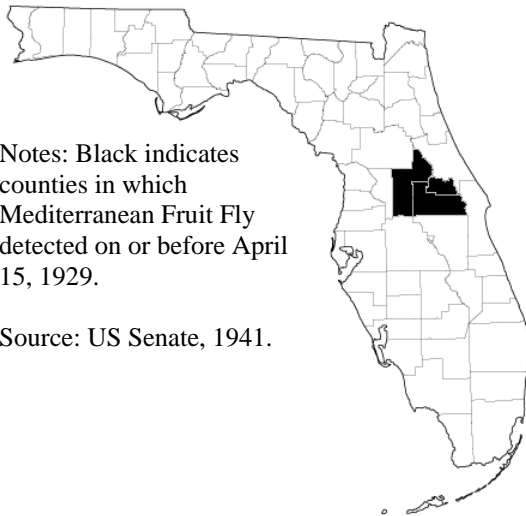 Notes: Black indicates
counties in which
Mediterranean Fruit Fly
detected on or before April
15, 1929.
Source: US Senate, 1941.